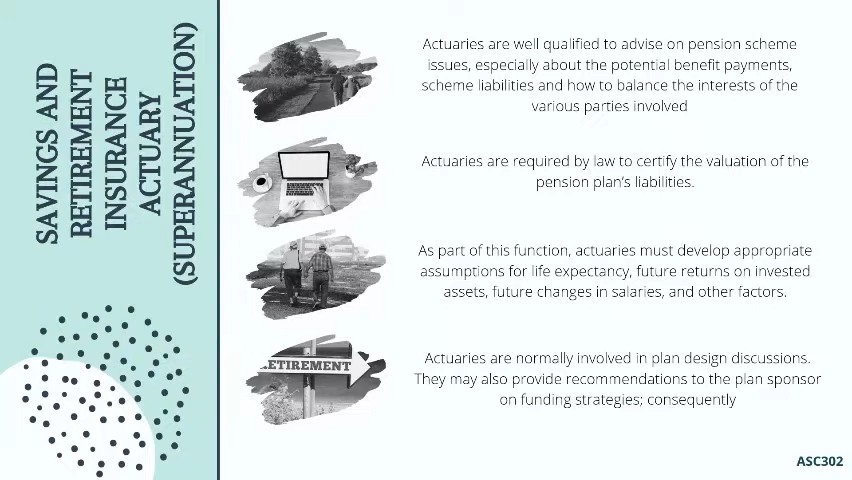 SAVINGS AND
RETIREMENT
INSURANCE
ACTUARY
(SUPERANNUATION)
Actuaries are well qualified to advise on pension scheme
issues, especially about the potential benefit payments,
scheme liabilities and how to balance the interests of the
various parties involved
Actuaries are required by law to certify the valuation of the
pension plan's liabilities.
As part of this function, actuaries must develop appropriate
assumptions for life expectancy, future returns on invested
assets, future changes in salaries, and other factors.
ETIREMENT
Actuaries are normally involved in plan design discussions.
They may also provide recommendations to the plan sponsor
on funding strategies; consequently
ASC302